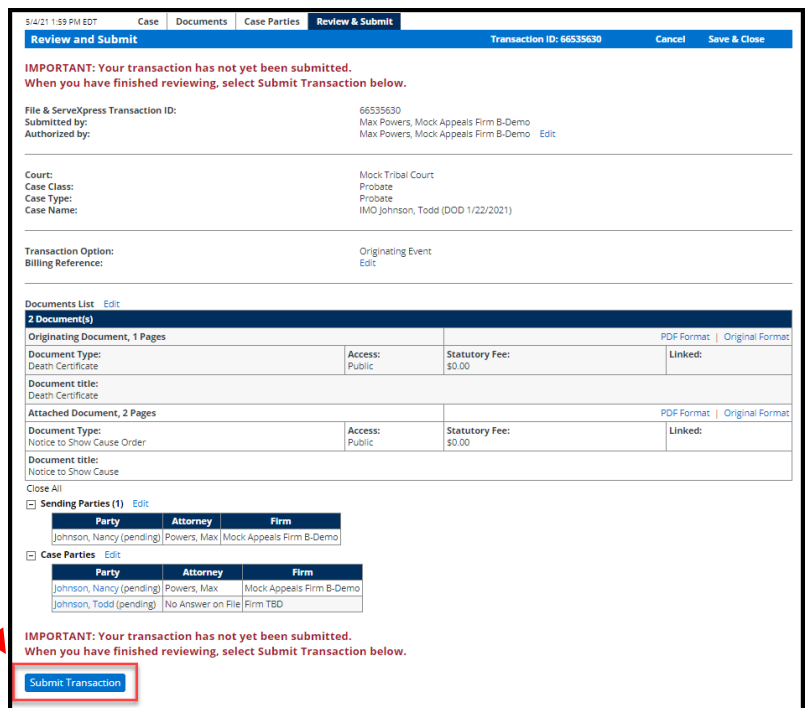 5/4/21 1:59 PM EDT Case Documents Case Parties Review & Submit
Review and Submit Transaction ID: 66535630 Cancel Save & Close
IMPORTANT: Your transaction has not yet been submitted.
When you have finished reviewing, select Submit Transaction below.
File & ServeXpress Transaction ID: 66535630
Submitted by: Max Powers, Mock Appeals Firm B-Demo
Authorized by: Max Powers, Mock Appeals Firm B-Demo Edit
Court: Mock Tribal Court
Case Class: Probate
Case Type: Probate
Case Name: IMO Johnson, Todd (DOD 1/22/2021)
Transaction Option: Originating Event
Billing Reference: Edit
Documents List Edit
2 Document(s)
Originating Document, 1 Pages PDF Format | Original Format
Document Type: Access: Statutory Fee: Linked:
Death Certificate Public $0.00
Document title:
Death Certificate
Attached Document, 2 Pages PDF Format | Original Format
Document Type: Access: Statutory Fee: Linked:
Notice to Show Cause Order Public $0.00
Document title:
Notice to Show Cause
Close All
Sending Parties (1) Edit
Party Attorney Firm
Johnson, Nancy (pending) Powers, Max Mock Appeals Firm B-Demo
Case Parties Edit
Party Attorney Firm
Johnson, Nancy (pending) Powers, Max Mock Appeals Firm B-Demo
Johnson, Todd (pending) No Answer on File Firm TBD
IMPORTANT: Your transaction has not yet been submitted.
When you have finished reviewing, select Submit Transaction below.
Submit Transaction